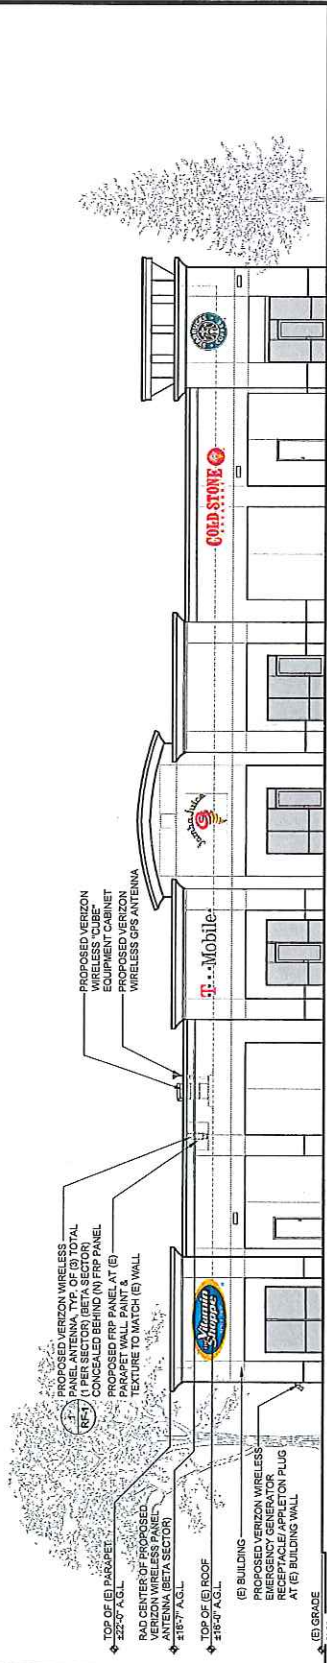 PROPOSED VERIZON WIRELESS
PANEL ANTENNA, TYP. OF (3) TOTAL
(1 PER SECTOR) (BETA SECTOR)
CONCEALED BEHIND (N) FRP PANEL
RF-1
PROPOSED FRP PANEL AT (E)
PARAPET WALL, PAINT &
TEXTURE TO MATCH (E) WALL
PROPOSED VERIZON
WIRELESS "CUBE"
EQUIPMENT CABINET
PROPOSED VERIZON
WIRELESS GPS ANTENNA
TOP OF (E) PARAPET
±22'-0" A.G.L.
RAD CENTER OF PROPOSED
VERIZON WIRELESS PANEL
ANTENNA (BETA SECTOR)
±18'-7" A.G.L.
TOP OF (E) ROOF
±16'-0" A.G.L.
(E) BUILDING
PROPOSED VERIZON WIRELESS
EMERGENCY GENERATOR
RECEPTACLE/ APPLETON PLUG
AT (E) BUILDING WALL
(E) GRADE
the Vitamin Shoppe
T··Mobile·
Jamba Juice
COLD STONE